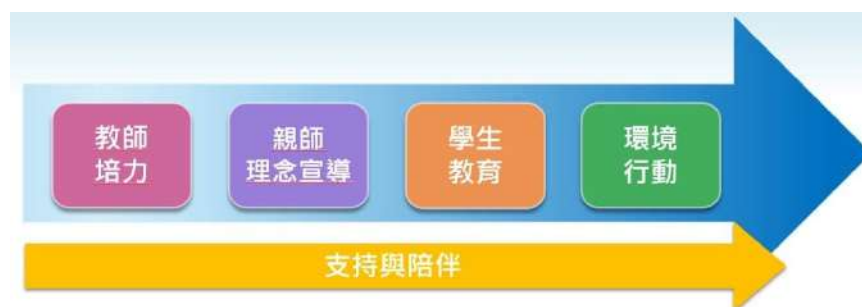 教師
培力
親師
理念宣導
學生
教育
環境
行動
支持與陪伴